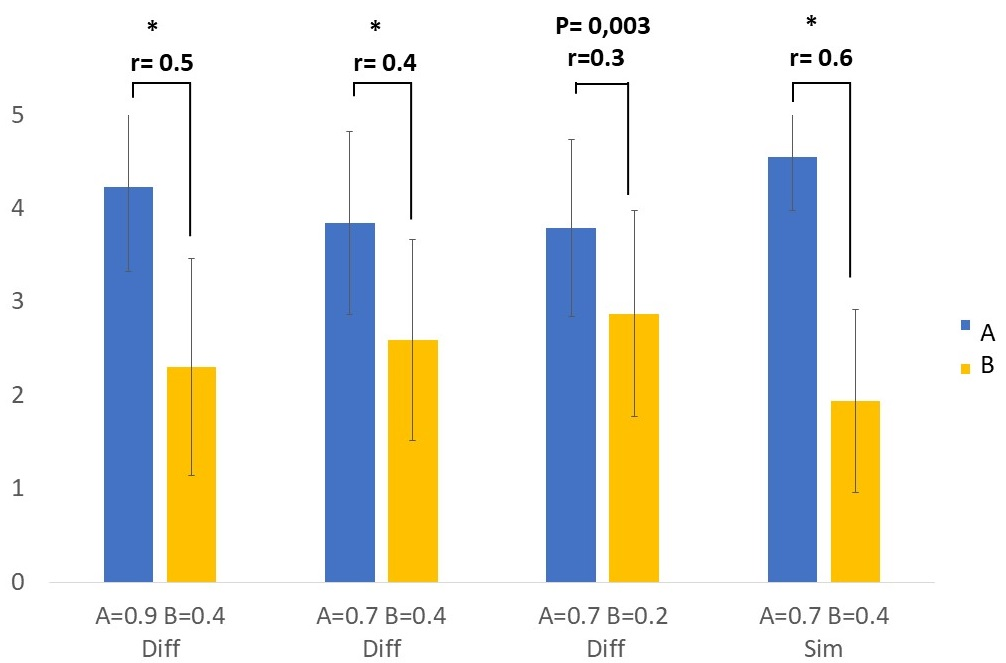 *
r= 0.5
*
r= 0.4
P= 0,003
r=0.3
*
r= 0.6
5
4
3
2
1
0
A
B
A=0.9 B=0.4
Diff
A=0.7 B=0.4
Diff
A=0.7 B=0.2
Diff
A=0.7 B=0.4
Sim